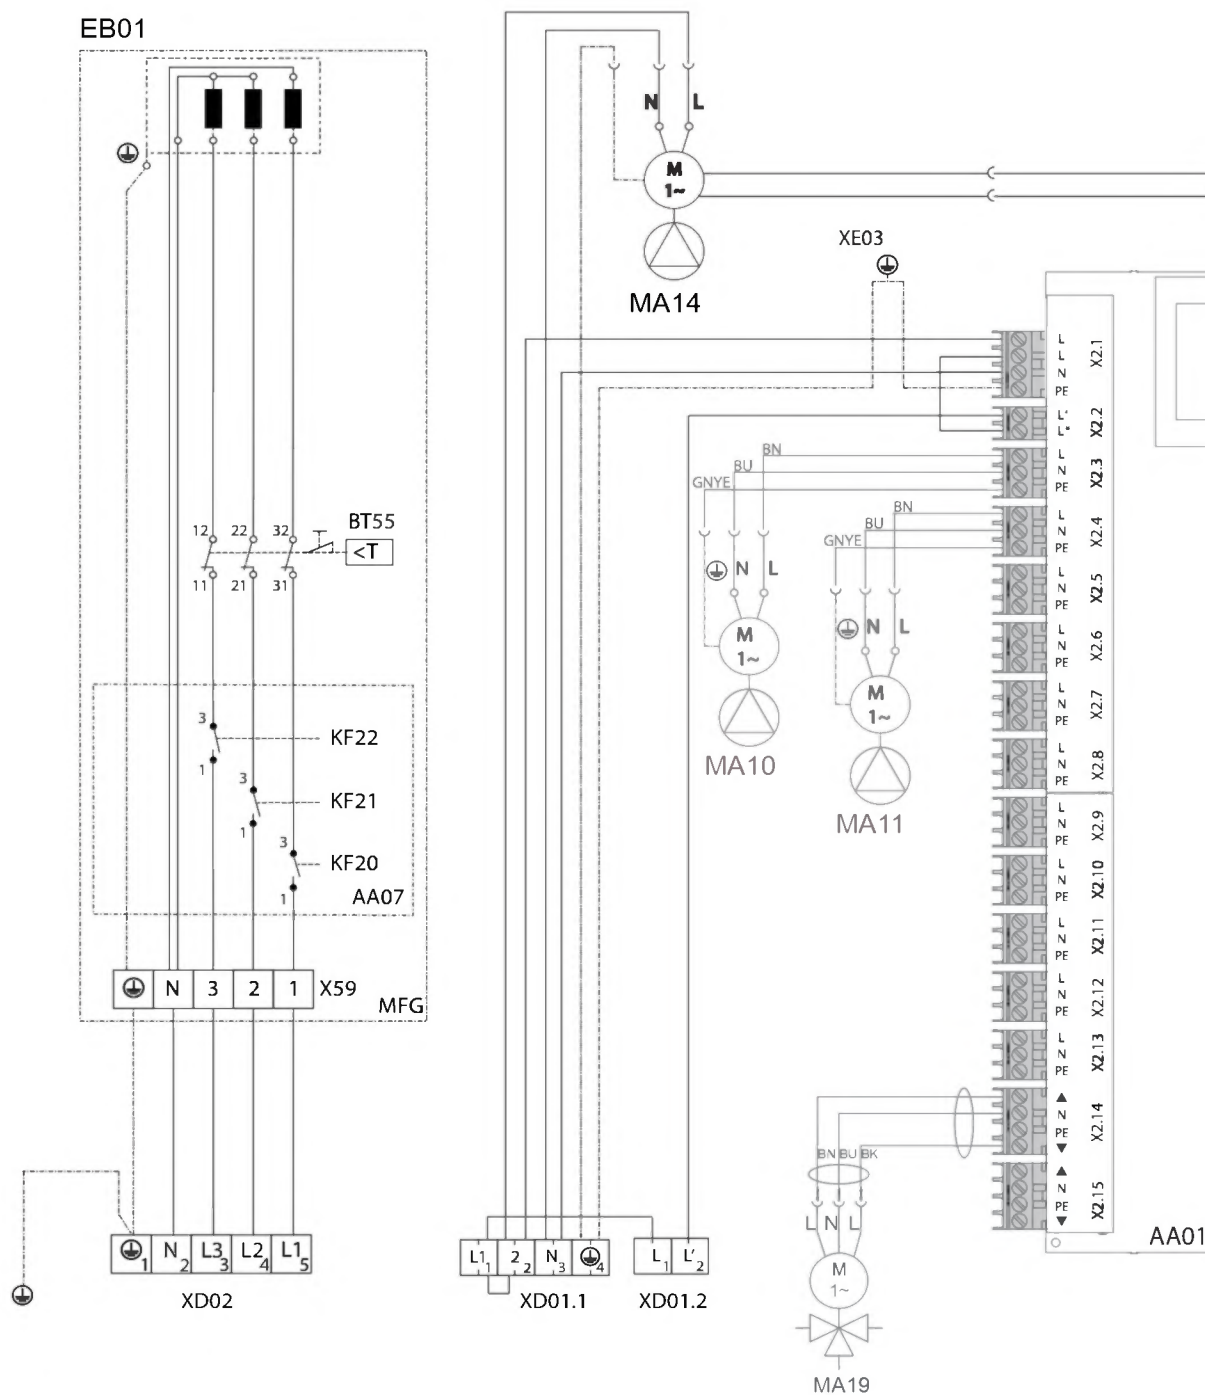 EB01
N L
M
1~
MA14
XE03
L
L
N
PE
X2.1
L'
L"
X2.2
L
N
PE
X2.3
L
N
PE
X2.4
L
N
PE
X2.5
L
N
PE
X2.6
L
N
PE
X2.7
L
N
PE
X2.8
L
N
PE
X2.9
L
N
PE
X2.10
L
N
PE
X2.11
L
N
PE
X2.12
L
N
PE
X2.13
▲
N
PE
▼
X2.14
▲
N
PE
▼
X2.15
AA01
BN
BU
GNYE
N L
M
1~
MA10
BN
BU
GNYE
N L
M
1~
MA11
12 22 32
BT55
<T
11 21 31
3
1
KF22
3
1
KF21
3
1
KF20
AA07
N 3 2 1 X59
MFG
1 N 2 L3 3 L2 4 L1 5
XD02
L1 1 2 2 N 3 4
XD01.1
L 1 L' 2
XD01.2
BN BU BK
L N L
M
1~
MA19